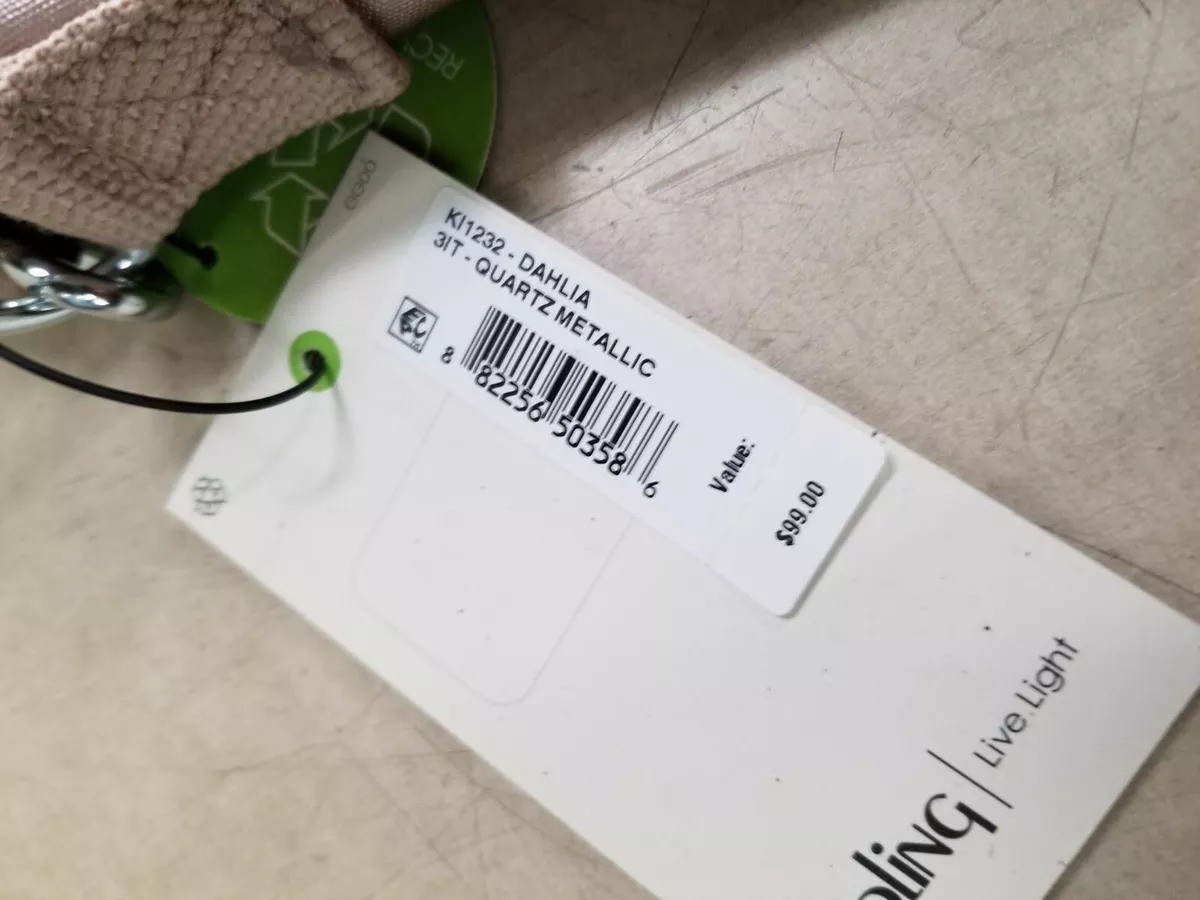 KI1232 - DAHLIA
3IT - QUARTZ METALLIC
8 82256 50358 6
Value:
$99.00
pling | Live Light